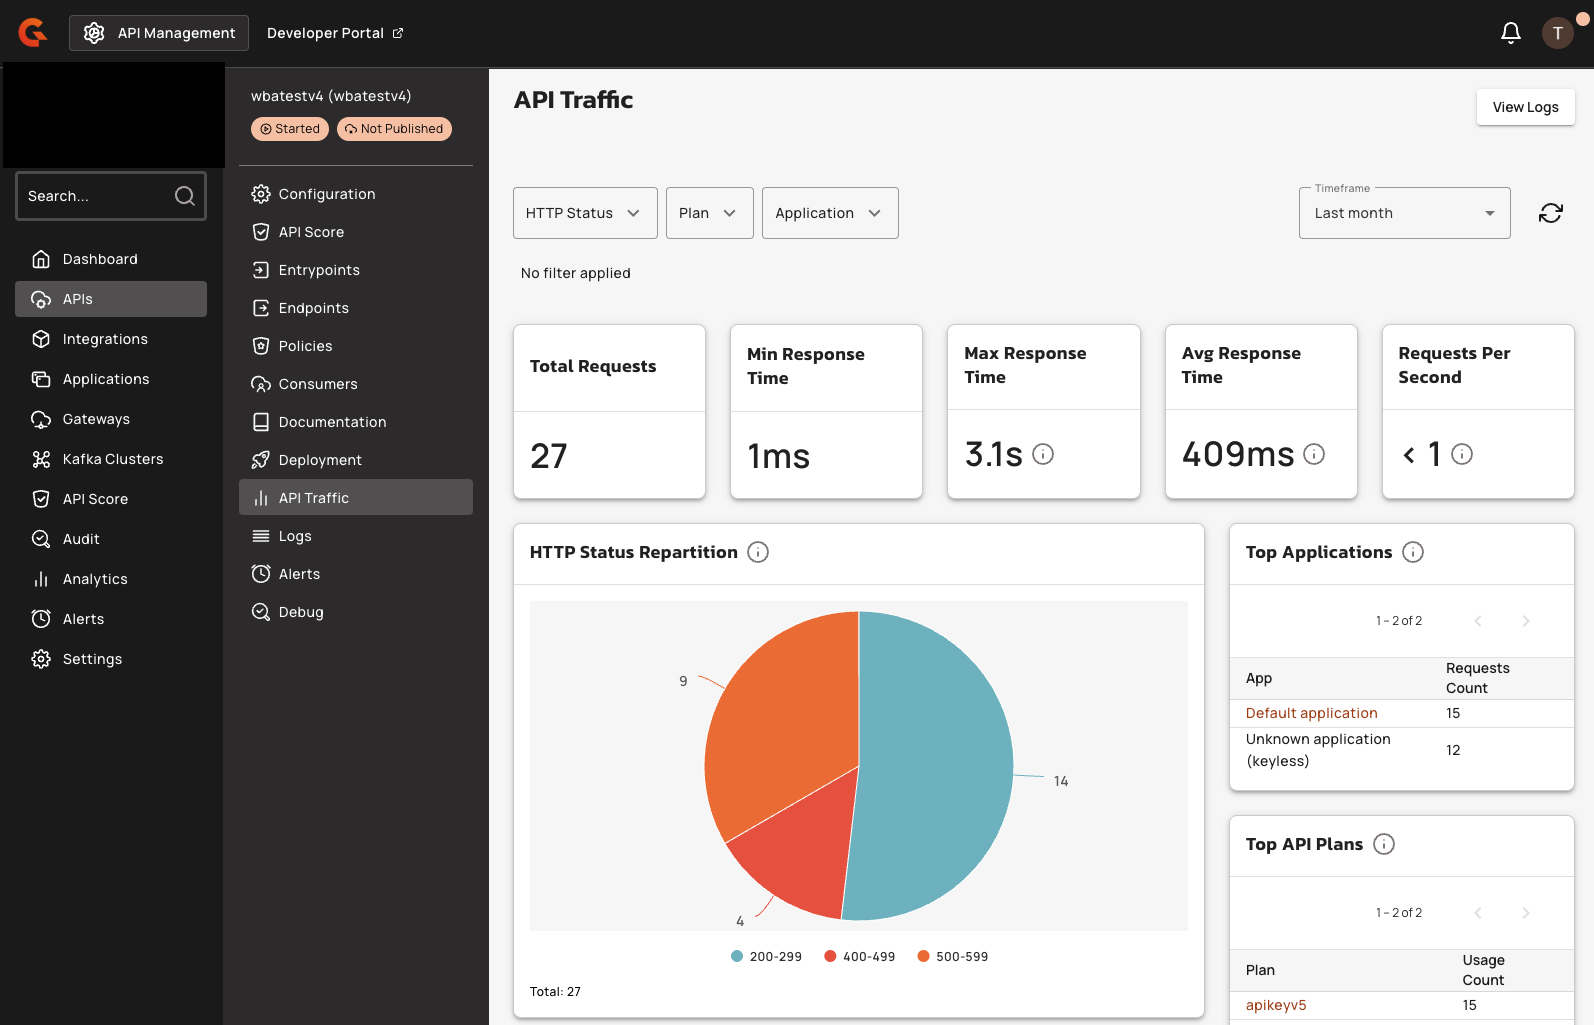 API Management
Developer Portal
T
wbatestv4 (wbatestv4)
Started
Not Published
Search...
Dashboard
APIs
Integrations
Applications
Gateways
Kafka Clusters
API Score
Audit
Analytics
Alerts
Settings
Configuration
API Score
Entrypoints
Endpoints
Policies
Consumers
Documentation
Deployment
API Traffic
Logs
Alerts
Debug
API Traffic
View Logs
HTTP Status
Plan
Application
Timeframe
Last month
No filter applied
Total Requests
27
Min Response
Time
1ms
Max Response
Time
3.1s
Avg Response
Time
409ms
Requests Per
Second
< 1
HTTP Status Repartition
9
14
4
200-299
400-499
500-599
Total: 27
Top Applications
1 – 2 of 2
App
Requests
Count
Default application
15
Unknown application
(keyless)
12
Top API Plans
1 – 2 of 2
Plan
Usage
Count
apikeyv5
15